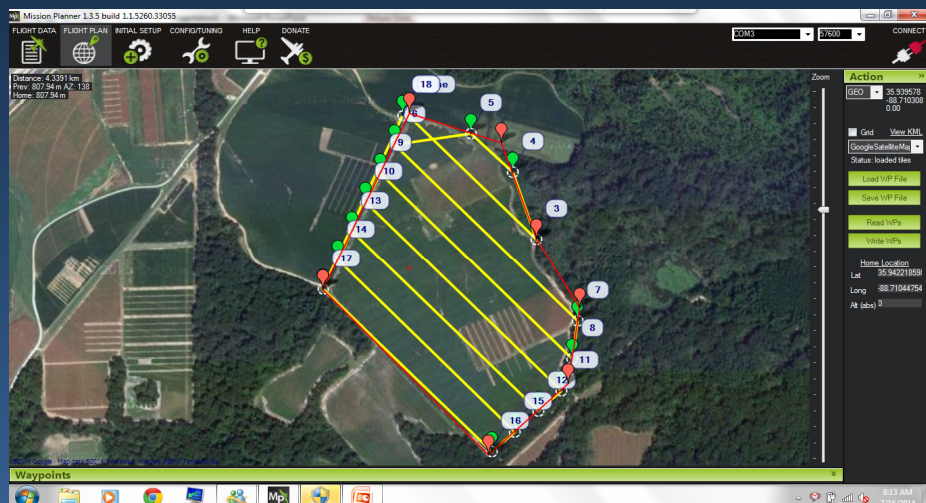 Mission Planner 1.3.5 build 1.1.5260.33055
FLIGHT DATA
FLIGHT PLAN
INITIAL SETUP
CONFIG/TUNING
HELP
DONATE
COM3
57600
CONNECT
Distance: 4.3391 km
Prev: 807.94 m AZ: 138
Home: 807.94 m
Zoom
Action
GEO
35.939578
-88.710308
0.00
Grid
View KML
GoogleSatelliteMap
Status: loaded tiles
Load WP File
Save WP File
Read WPs
Write WPs
Home Location
Lat
35.942218598
Long
-88.71044754
Alt (abs)
18
5
6
9
4
10
13
3
14
17
7
8
11
12
15
16
Waypoints
8:13 AM